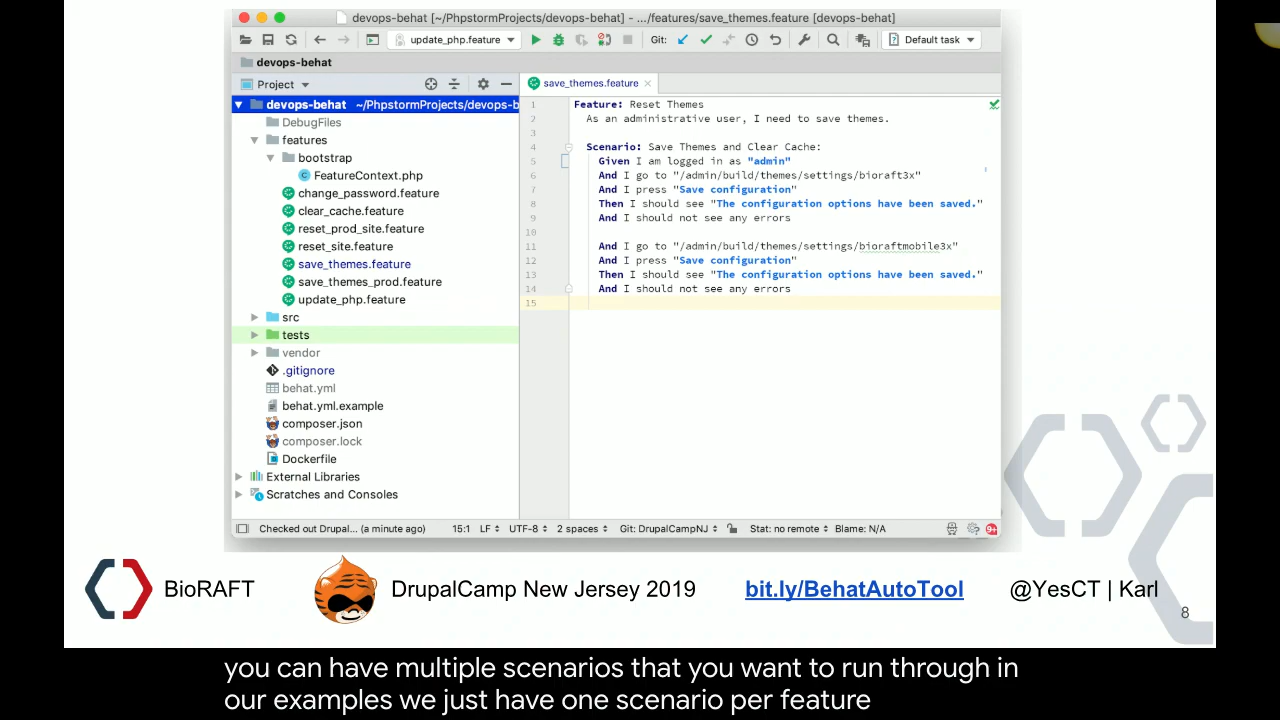 devops-behat [~/PhpstormProjects/devops-behat] - .../features/save_themes.feature [devops-behat]
update_php.feature
Git:
Default task
devops-behat
Project
save_themes.feature
devops-behat ~/PhpstormProjects/devops-b
DebugFiles
features
bootstrap
FeatureContext.php
change_password.feature
clear_cache.feature
reset_prod_site.feature
reset_site.feature
save_themes.feature
save_themes_prod.feature
update_php.feature
src
tests
vendor
.gitignore
behat.yml
behat.yml.example
composer.json
composer.lock
Dockerfile
External Libraries
Scratches and Consoles
1 Feature: Reset Themes
2 As an administrative user, I need to save themes.
3
4 Scenario: Save Themes and Clear Cache:
5 Given I am logged in as "admin"
6 And I go to "/admin/build/themes/settings/bioraft3x"
7 And I press "Save configuration"
8 Then I should see "The configuration options have been saved."
9 And I should not see any errors
10
11 And I go to "/admin/build/themes/settings/bioraftmobile3x"
12 And I press "Save configuration"
13 Then I should see "The configuration options have been saved."
14 And I should not see any errors
15
Checked out Drupal... (a minute ago) 15:1 LF UTF-8 2 spaces Git: DrupalCampNJ Stat: no remote Blame: N/A
BioRAFT DrupalCamp New Jersey 2019 bit.ly/BehatAutoTool @YesCT | Karl
8
you can have multiple scenarios that you want to run through in
our examples we just have one scenario per feature